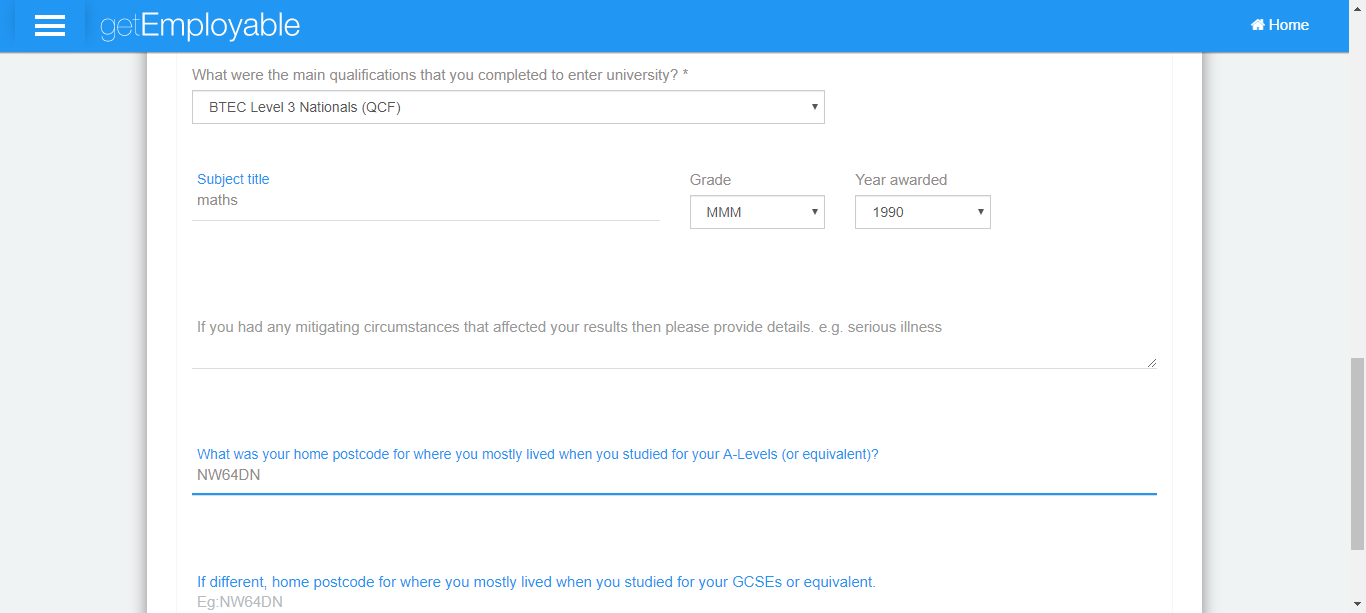 getEmployable
Home
What were the main qualifications that you completed to enter university? *
BTEC Level 3 Nationals (QCF)
Subject title
maths
Grade
MMM
Year awarded
1990
If you had any mitigating circumstances that affected your results then please provide details. e.g. serious illness
What was your home postcode for where you mostly lived when you studied for your A-Levels (or equivalent)?
NW64DN
If different, home postcode for where you mostly lived when you studied for your GCSEs or equivalent.
Eg:NW64DN